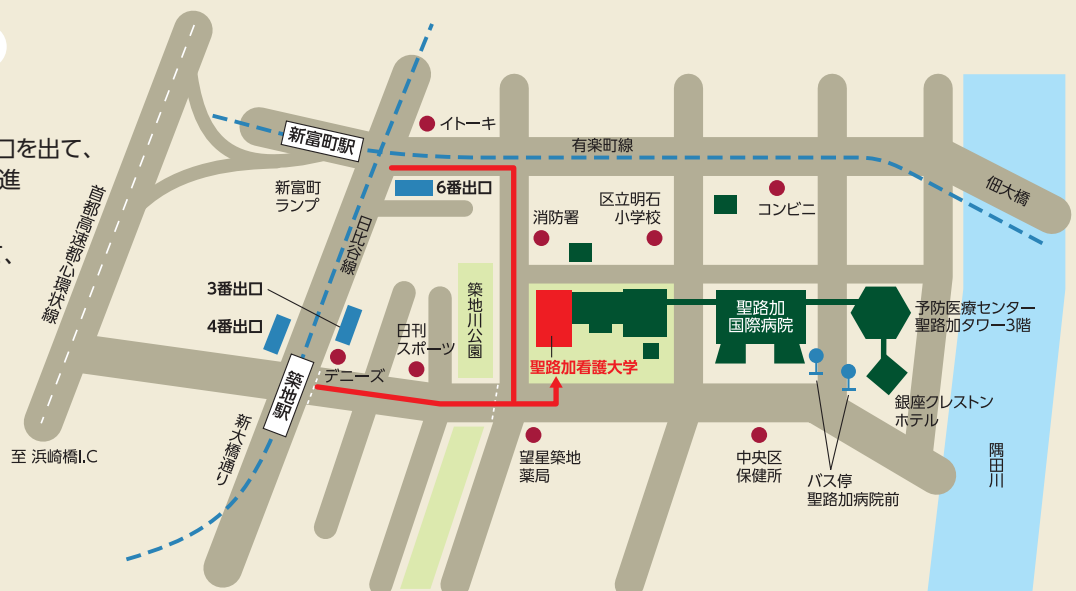 口を出て、
進
、
イトーキ
新富町駅
有楽町線
6番出口
新富町
ランプ
首都高速都心環状線
日比谷線
消防署
区立明石
小学校
コンビニ
佃大橋
3番出口
4番出口
築地川公園
日刊
スポーツ
デニーズ
聖路加
国際病院
予防医療センター
聖路加タワー3階
聖路加看護大学
築地駅
銀座クレストン
ホテル
新大橋通り
至 浜崎橋I.C
望星築地
薬局
中央区
保健所
バス停
聖路加病院前
隅田川